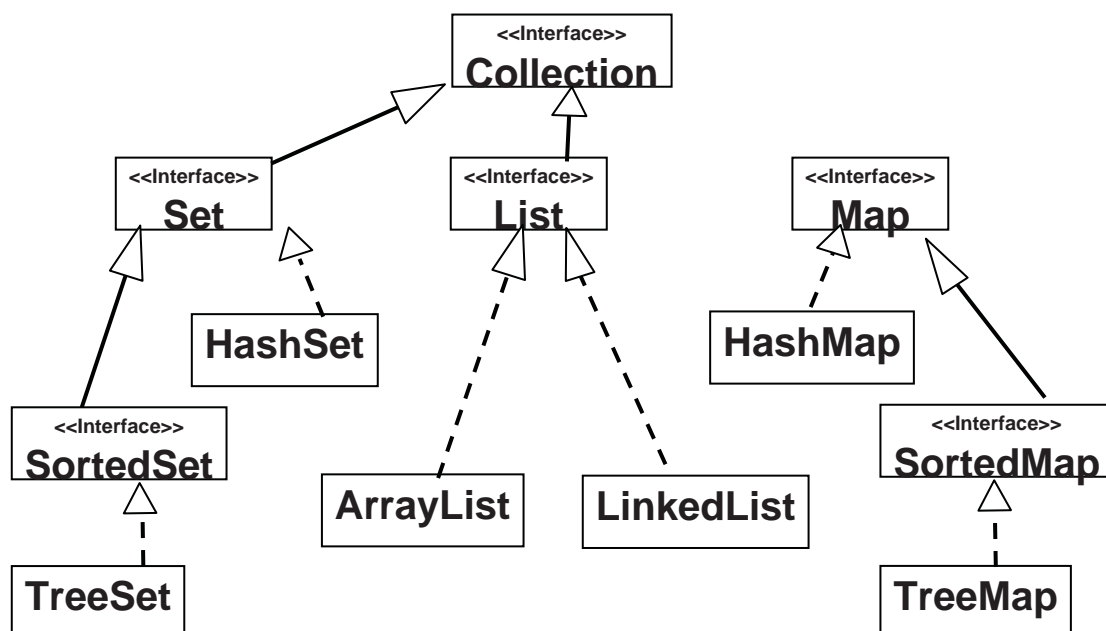 <<Interface>>
Collection
<<Interface>>
Set
<<Interface>>
List
<<Interface>>
Map
HashSet
HashMap
<<Interface>>
SortedSet
<<Interface>>
SortedMap
ArrayList
LinkedList
TreeSet
TreeMap